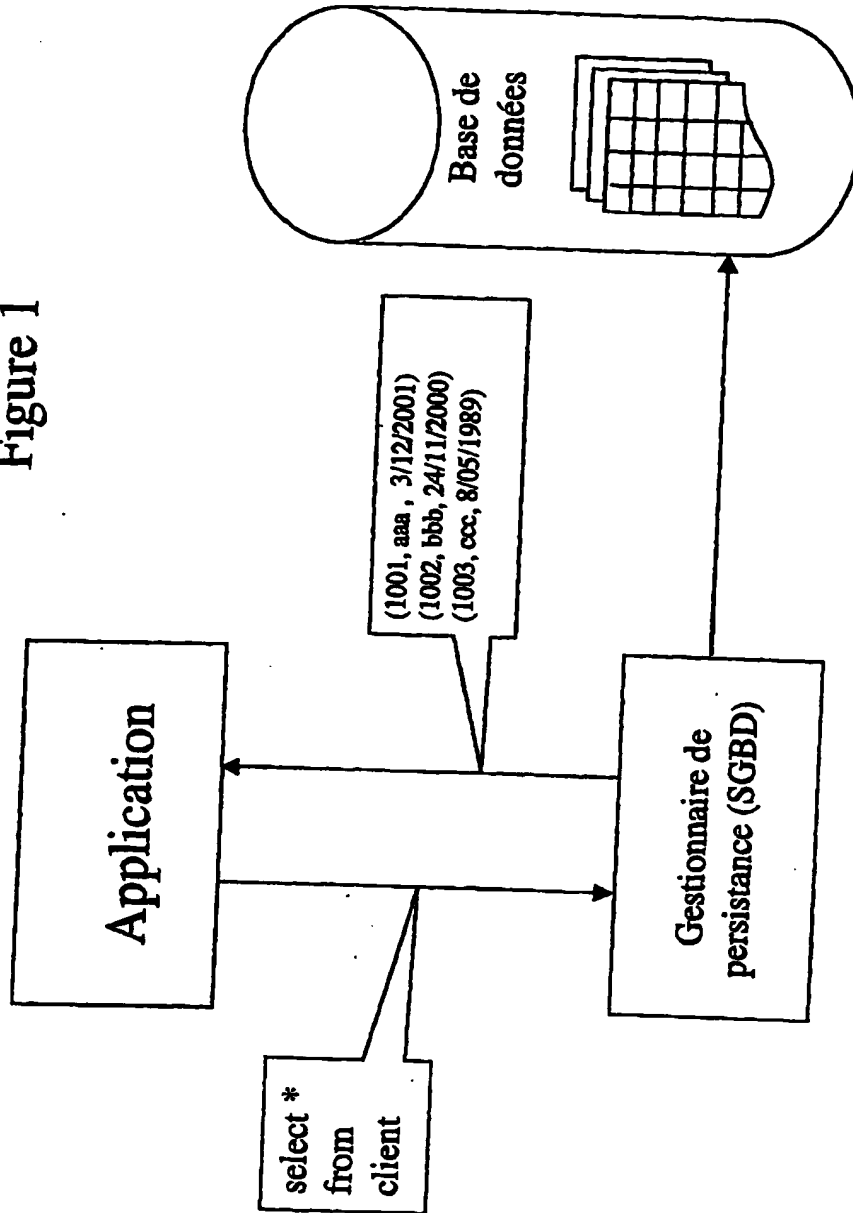 Figure 1
Application
select *
from
client
(1001, aaa , 3/12/2001)
(1002, bbb, 24/11/2000)
(1003, ccc, 8/05/1989)
Gestionnaire de
persistance (SGBD)
Base de
données